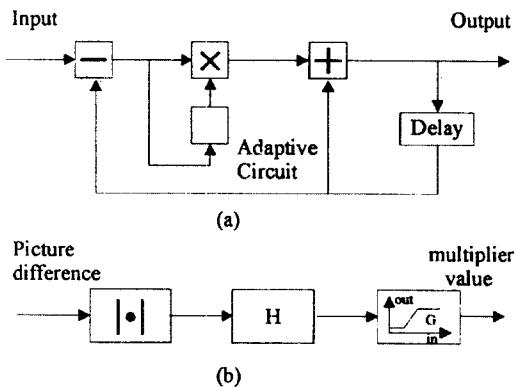 Input
Output
Delay
Adaptive
Circuit
(a)
Picture
difference
multiplier
value
|•|
H
out
G
in
(b)